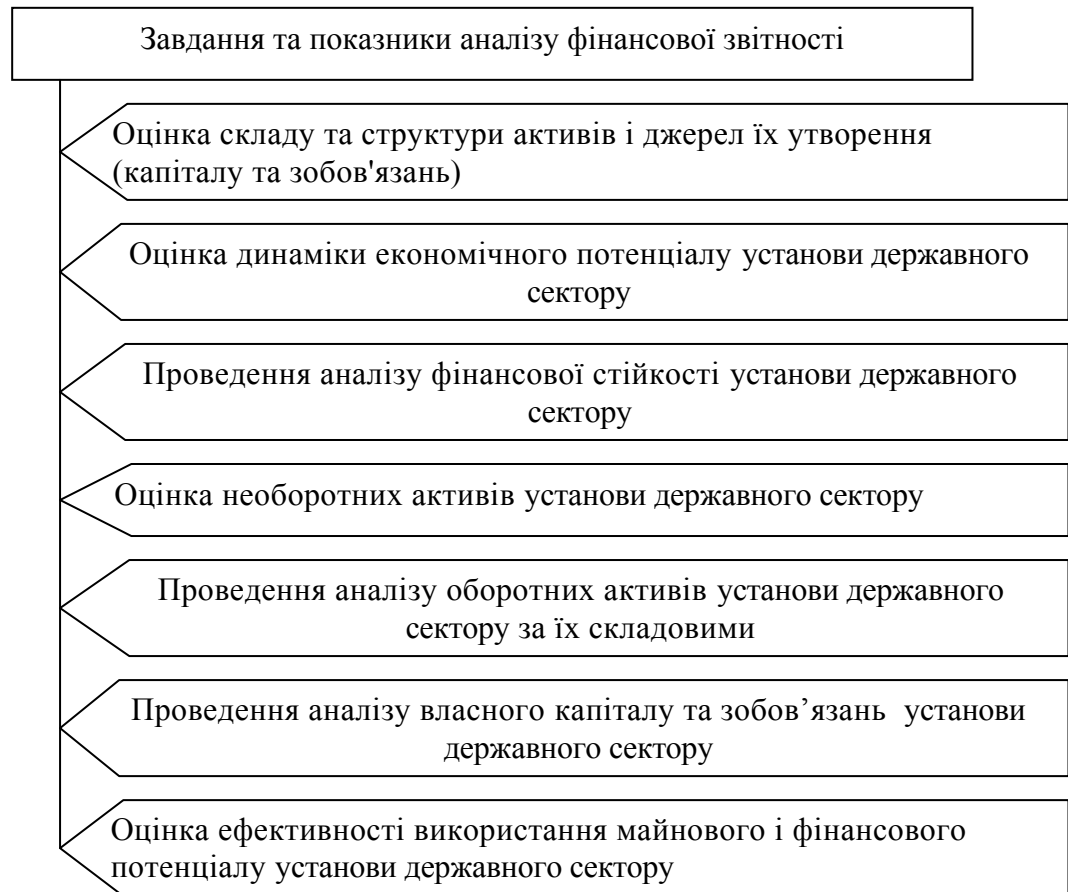 Завдання та показники аналізу фінансової звітності
Оцінка складу та структури активів і джерел їх утворення
(капіталу та зобов'язань)
Оцінка динаміки економічного потенціалу установи державного
сектору
Проведення аналізу фінансової стійкості установи державного
сектору
Оцінка необоротних активів установи державного сектору
Проведення аналізу оборотних активів установи державного
сектору за їх складовими
Проведення аналізу власного капіталу та зобов’язань установи
державного сектору
Оцінка ефективності використання майнового і фінансового
потенціалу установи державного сектору